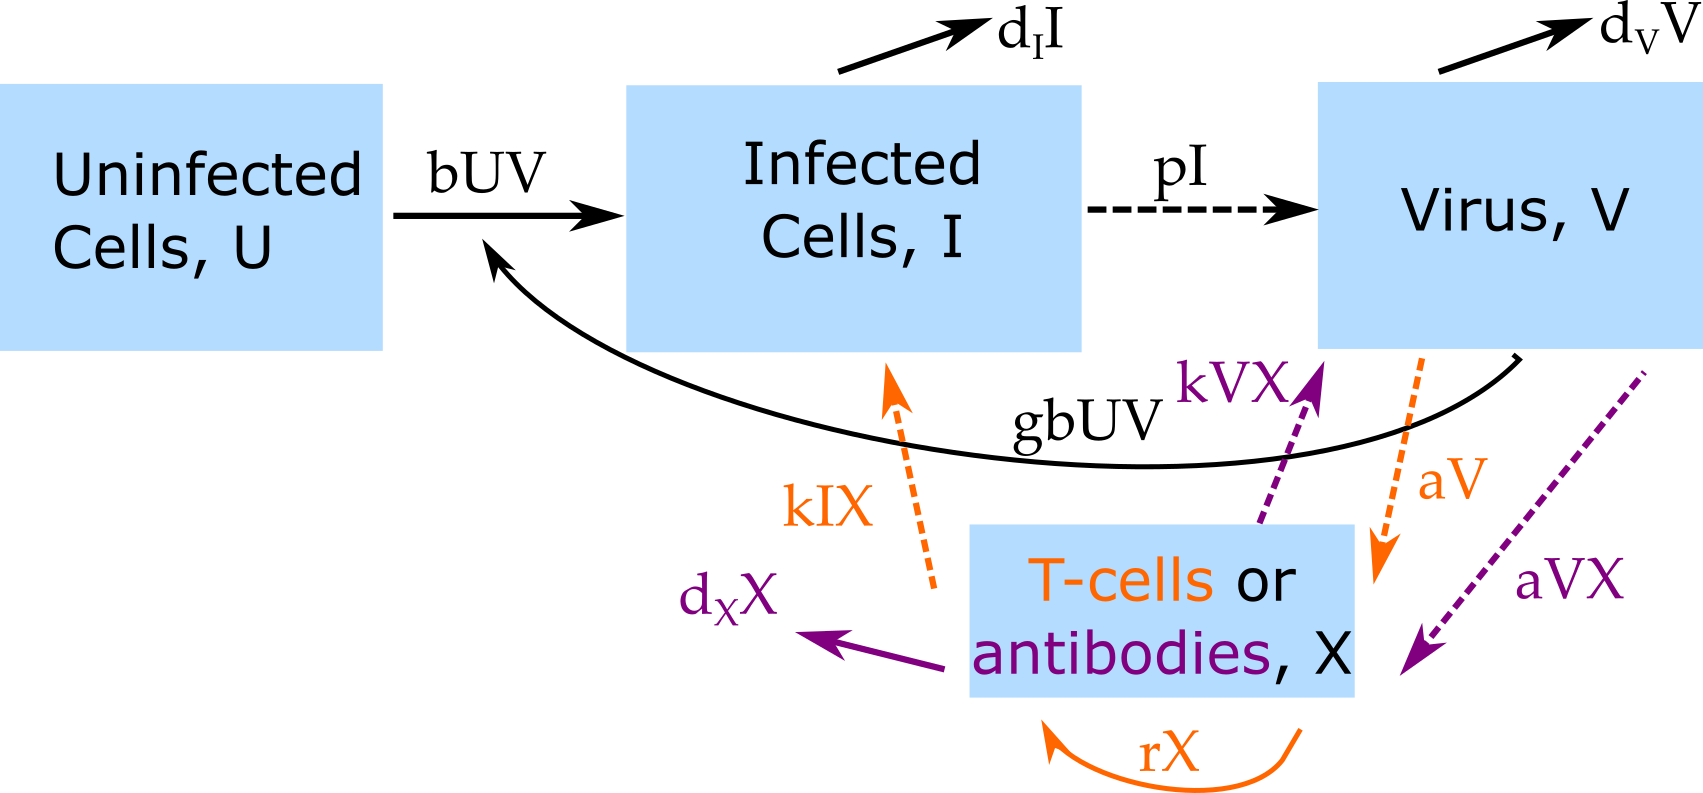 d_I I
d_V V
Uninfected
Cells, U
bUV
Infected
Cells, I
pI
Virus, V
kVX
gbUV
aV
kIX
T-cells or
antibodies, X
d_X X
aVX
rX